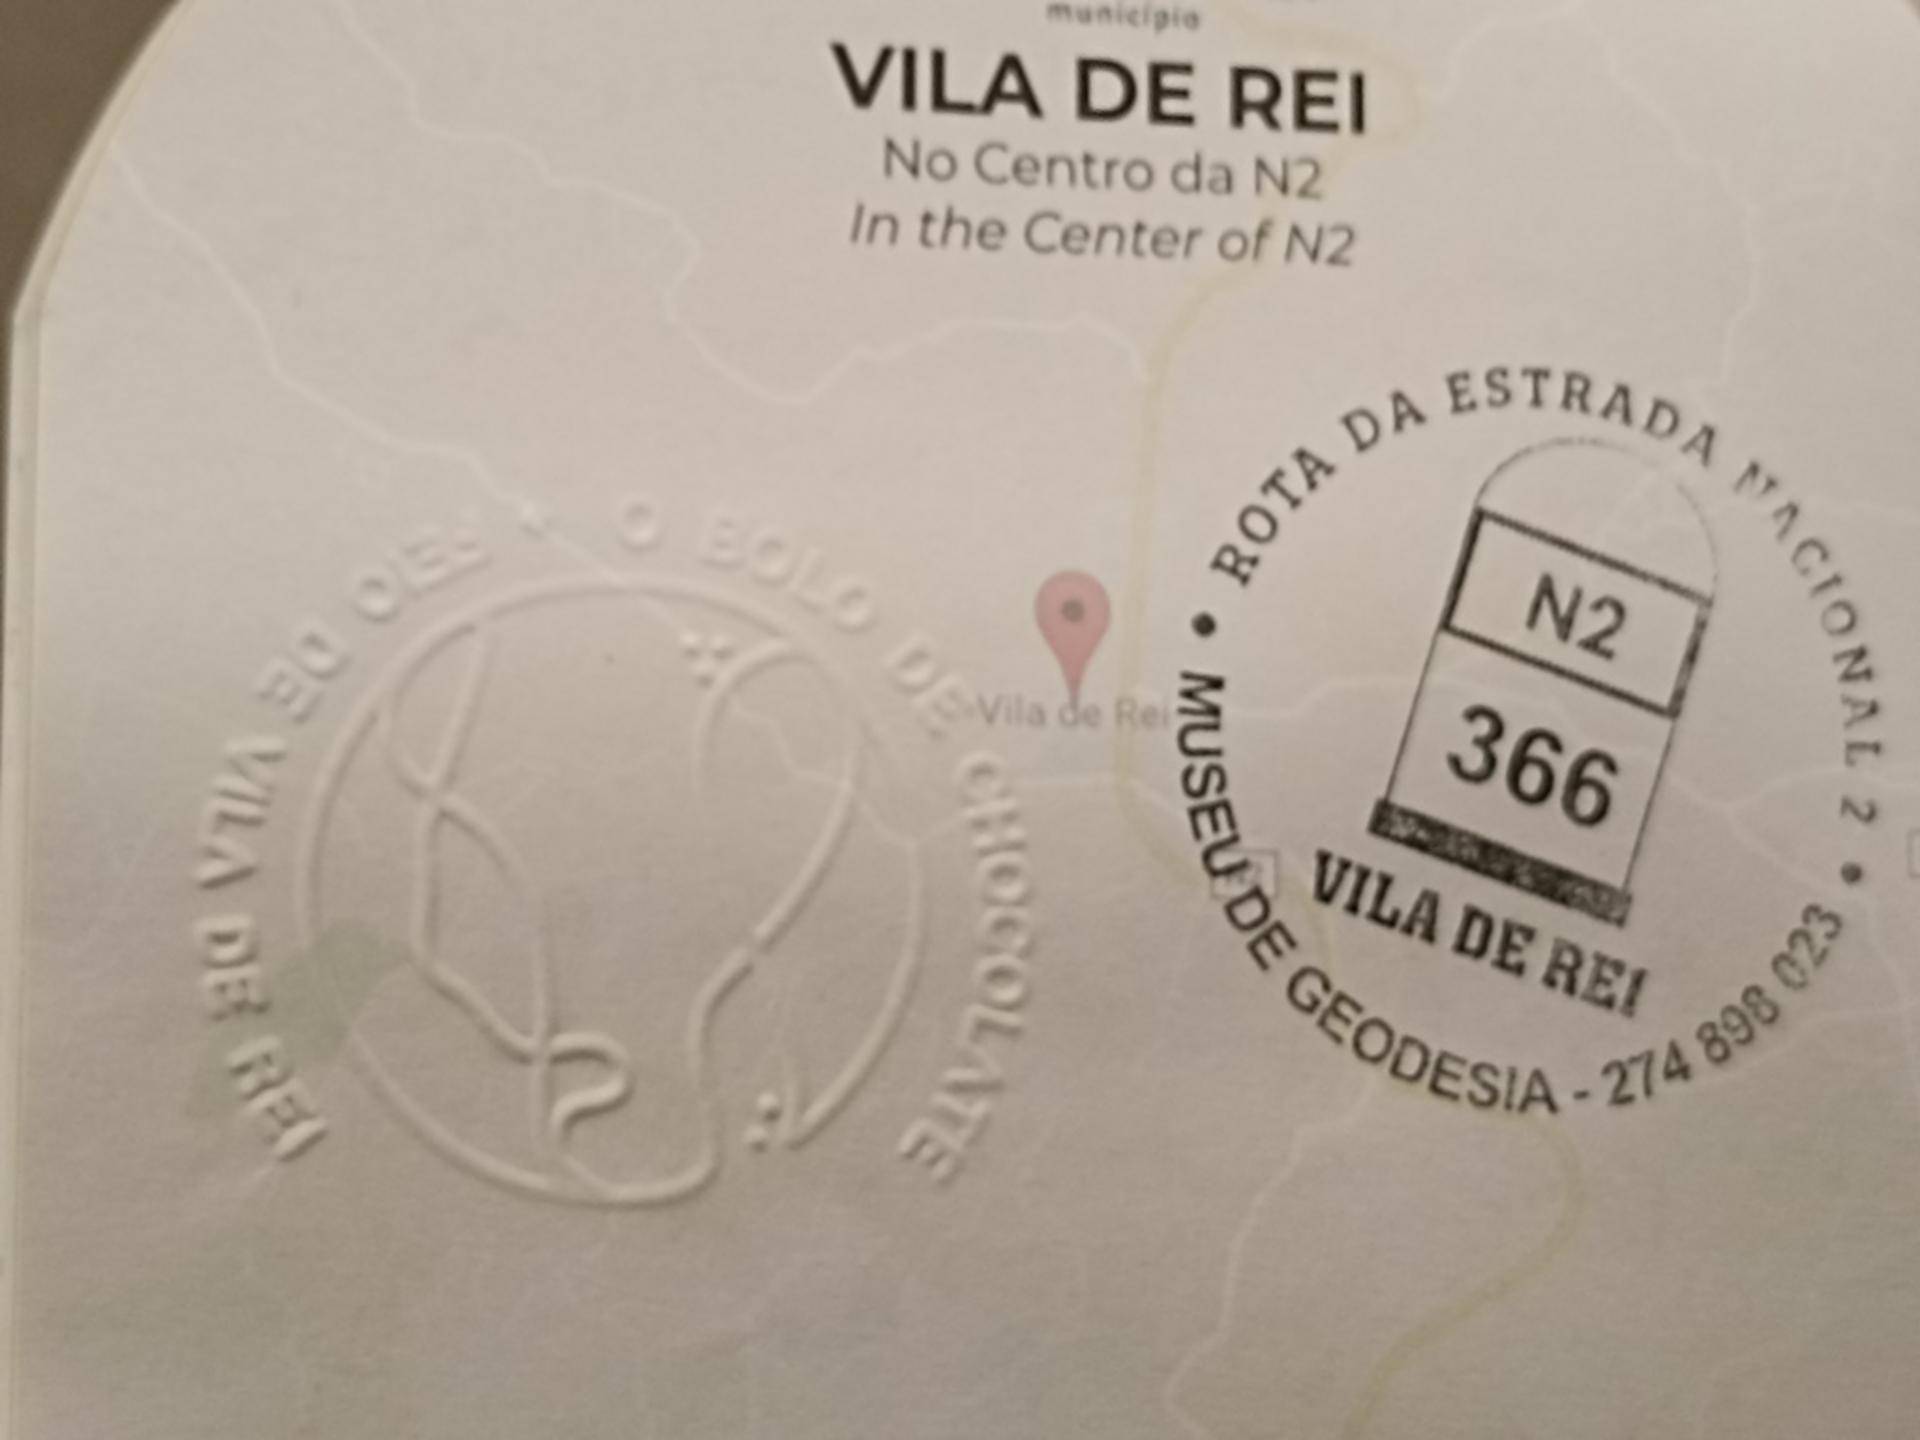 município
VILA DE REI
No Centro da N2
In the Center of N2
ROTA DA ESTRADA NACIONAL 2
N2
366
VILA DE REI
MUSEU DE GEODESIA - 274 898 023
Vila de Rei
O BOLO DE CHOCOLATE
DE VILA DE REI